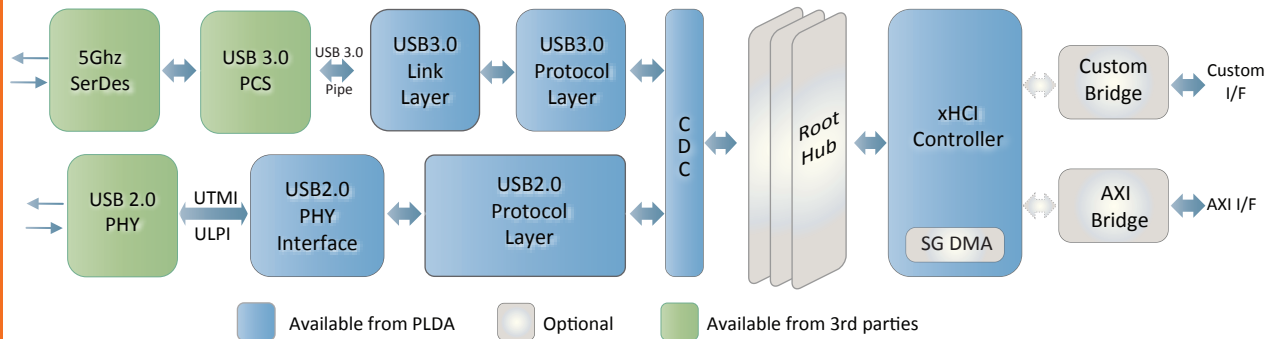 5Ghz
SerDes
USB 3.0
PCS
USB 3.0
Pipe
USB3.0
Link
Layer
USB3.0
Protocol
Layer
C
D
C
Root
Hub
xHCI
Controller
SG DMA
Custom
Bridge
Custom
I/F
USB 2.0
PHY
UTMI
ULPI
USB2.0
PHY
Interface
USB2.0
Protocol
Layer
AXI
Bridge
AXI I/F
Available from PLDA
Optional
Available from 3rd parties